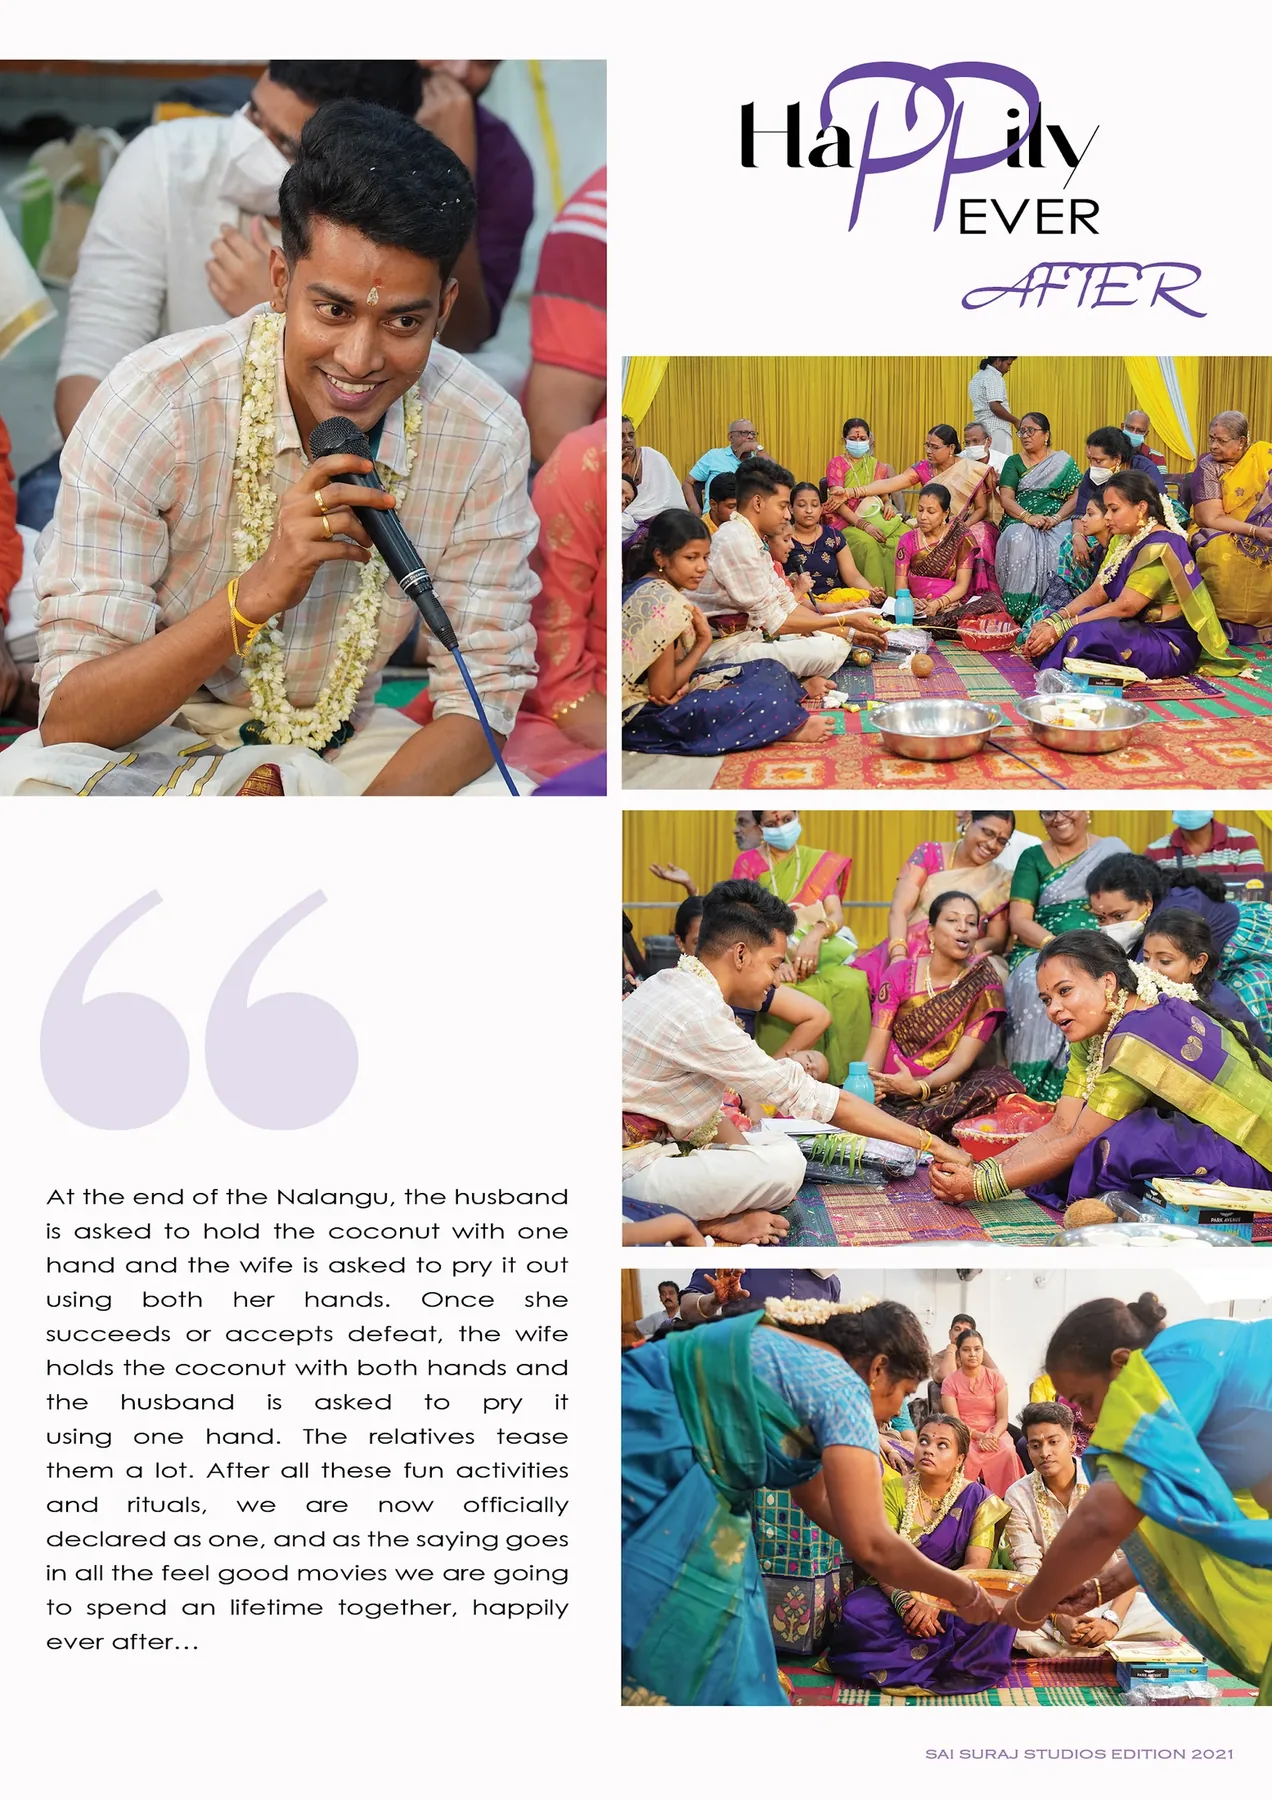 Happily
EVER
AFTER
At the end of the Nalangu, the husband
is asked to hold the coconut with one
hand and the wife is asked to pry it out
using both her hands. Once she
succeeds or accepts defeat, the wife
holds the coconut with both hands and
the husband is asked to pry it
using one hand. The relatives tease
them a lot. After all these fun activities
and rituals, we are now officially
declared as one, and as the saying goes
in all the feel good movies we are going
to spend an lifetime together, happily
ever after...
PARK AVENUE
PARK AVENUE
SAI SURAJ STUDIOS EDITION 2021